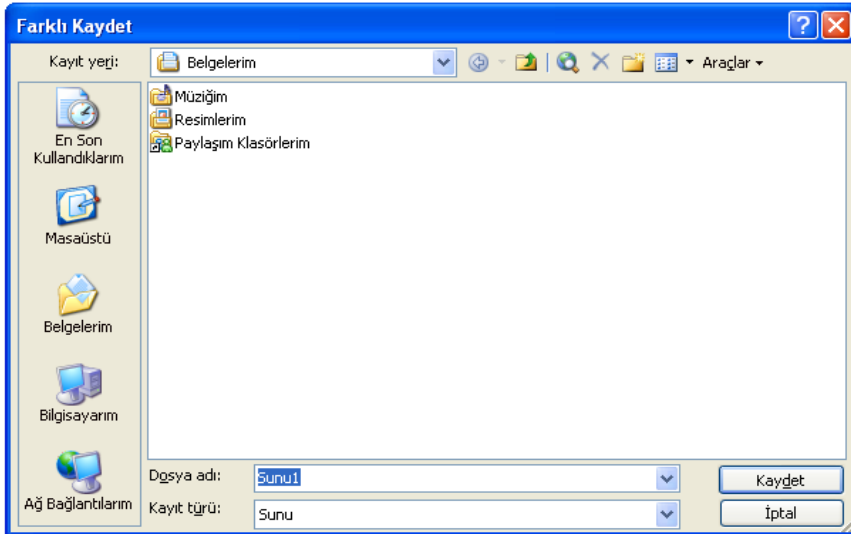 Farklı Kaydet
Kayıt yeri:
Belgelerim
Araçlar
Müziğim
Resimlerim
Paylaşım Klasörlerim
En Son
Kullandıklarım
Masaüstü
Belgelerim
Bilgisayarım
Ağ Bağlantılarım
Dosya adı:
Sunu1
Kaydet
Kayıt türü:
Sunu
İptal